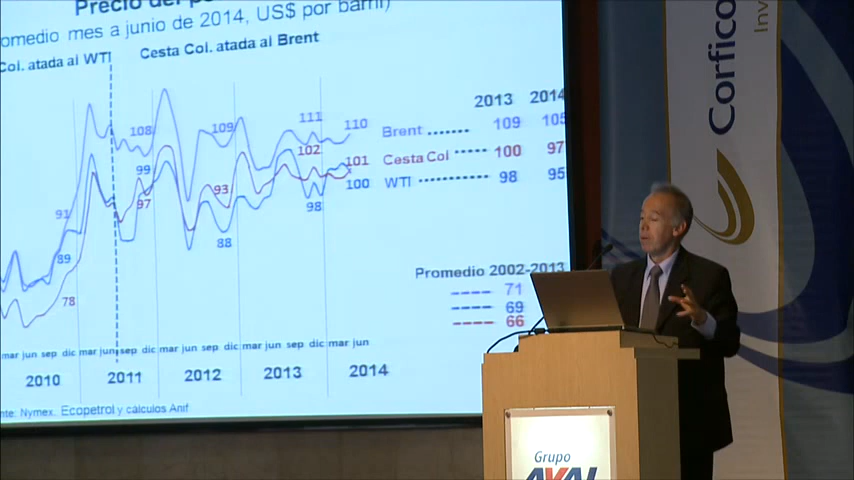 Precio del
omedio mes a junio de 2014, US$ por barril)
Col. atada al WTI
Cesta Col. atada al Brent
2013 2014
Brent 109 105
Cesta Col 100 97
WTI 98 95
91
89
78
108
99
97
109
93
88
111
102
98
110
101
100
Promedio 2002-2013
71
69
66
mar jun sep dic mar jun sep dic mar jun sep dic mar jun sep dic mar jun
2010 2011 2012 2013 2014
nte: Nymex, Ecopetrol y cálculos Anif
Corfico
Inv
Grupo
AVAL